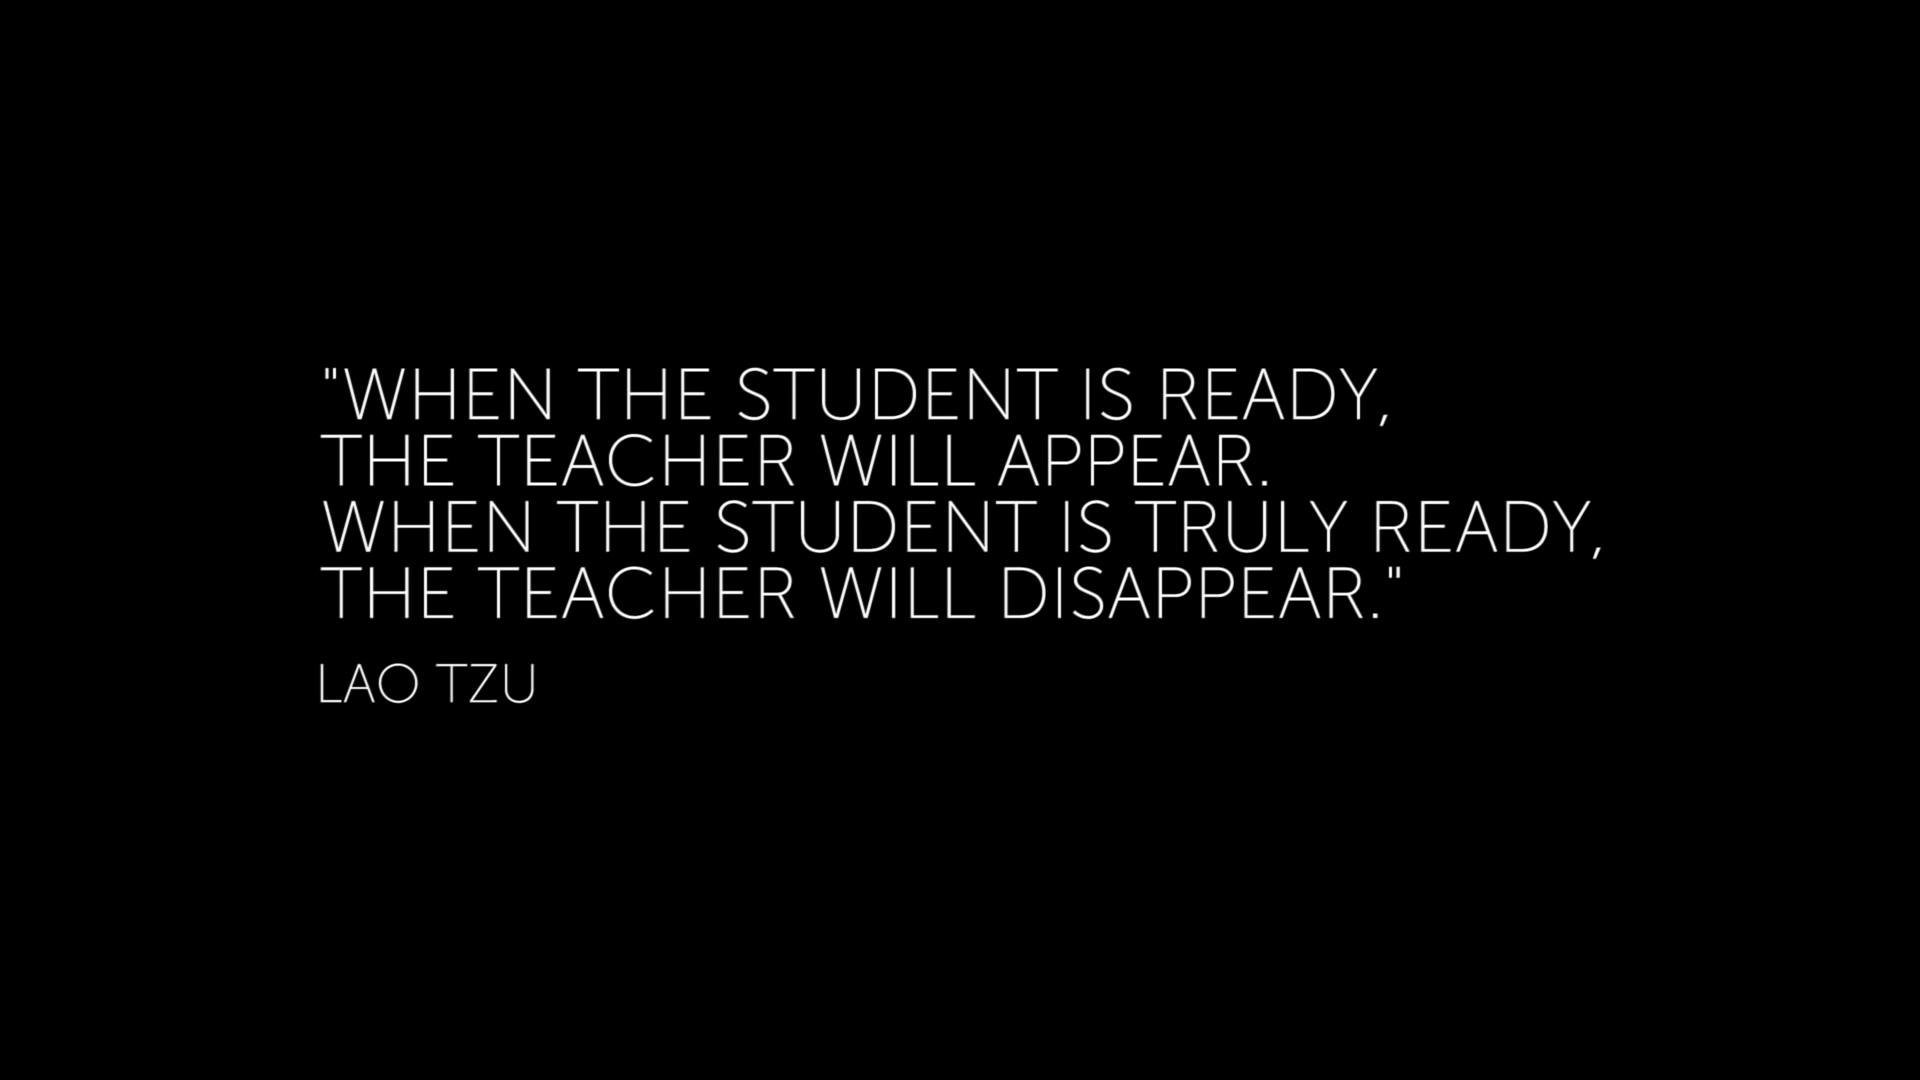 "WHEN THE STUDENT IS READY,
THE TEACHER WILL APPEAR.
WHEN THE STUDENT IS TRULY READY,
THE TEACHER WILL DISAPPEAR."
LAO TZU